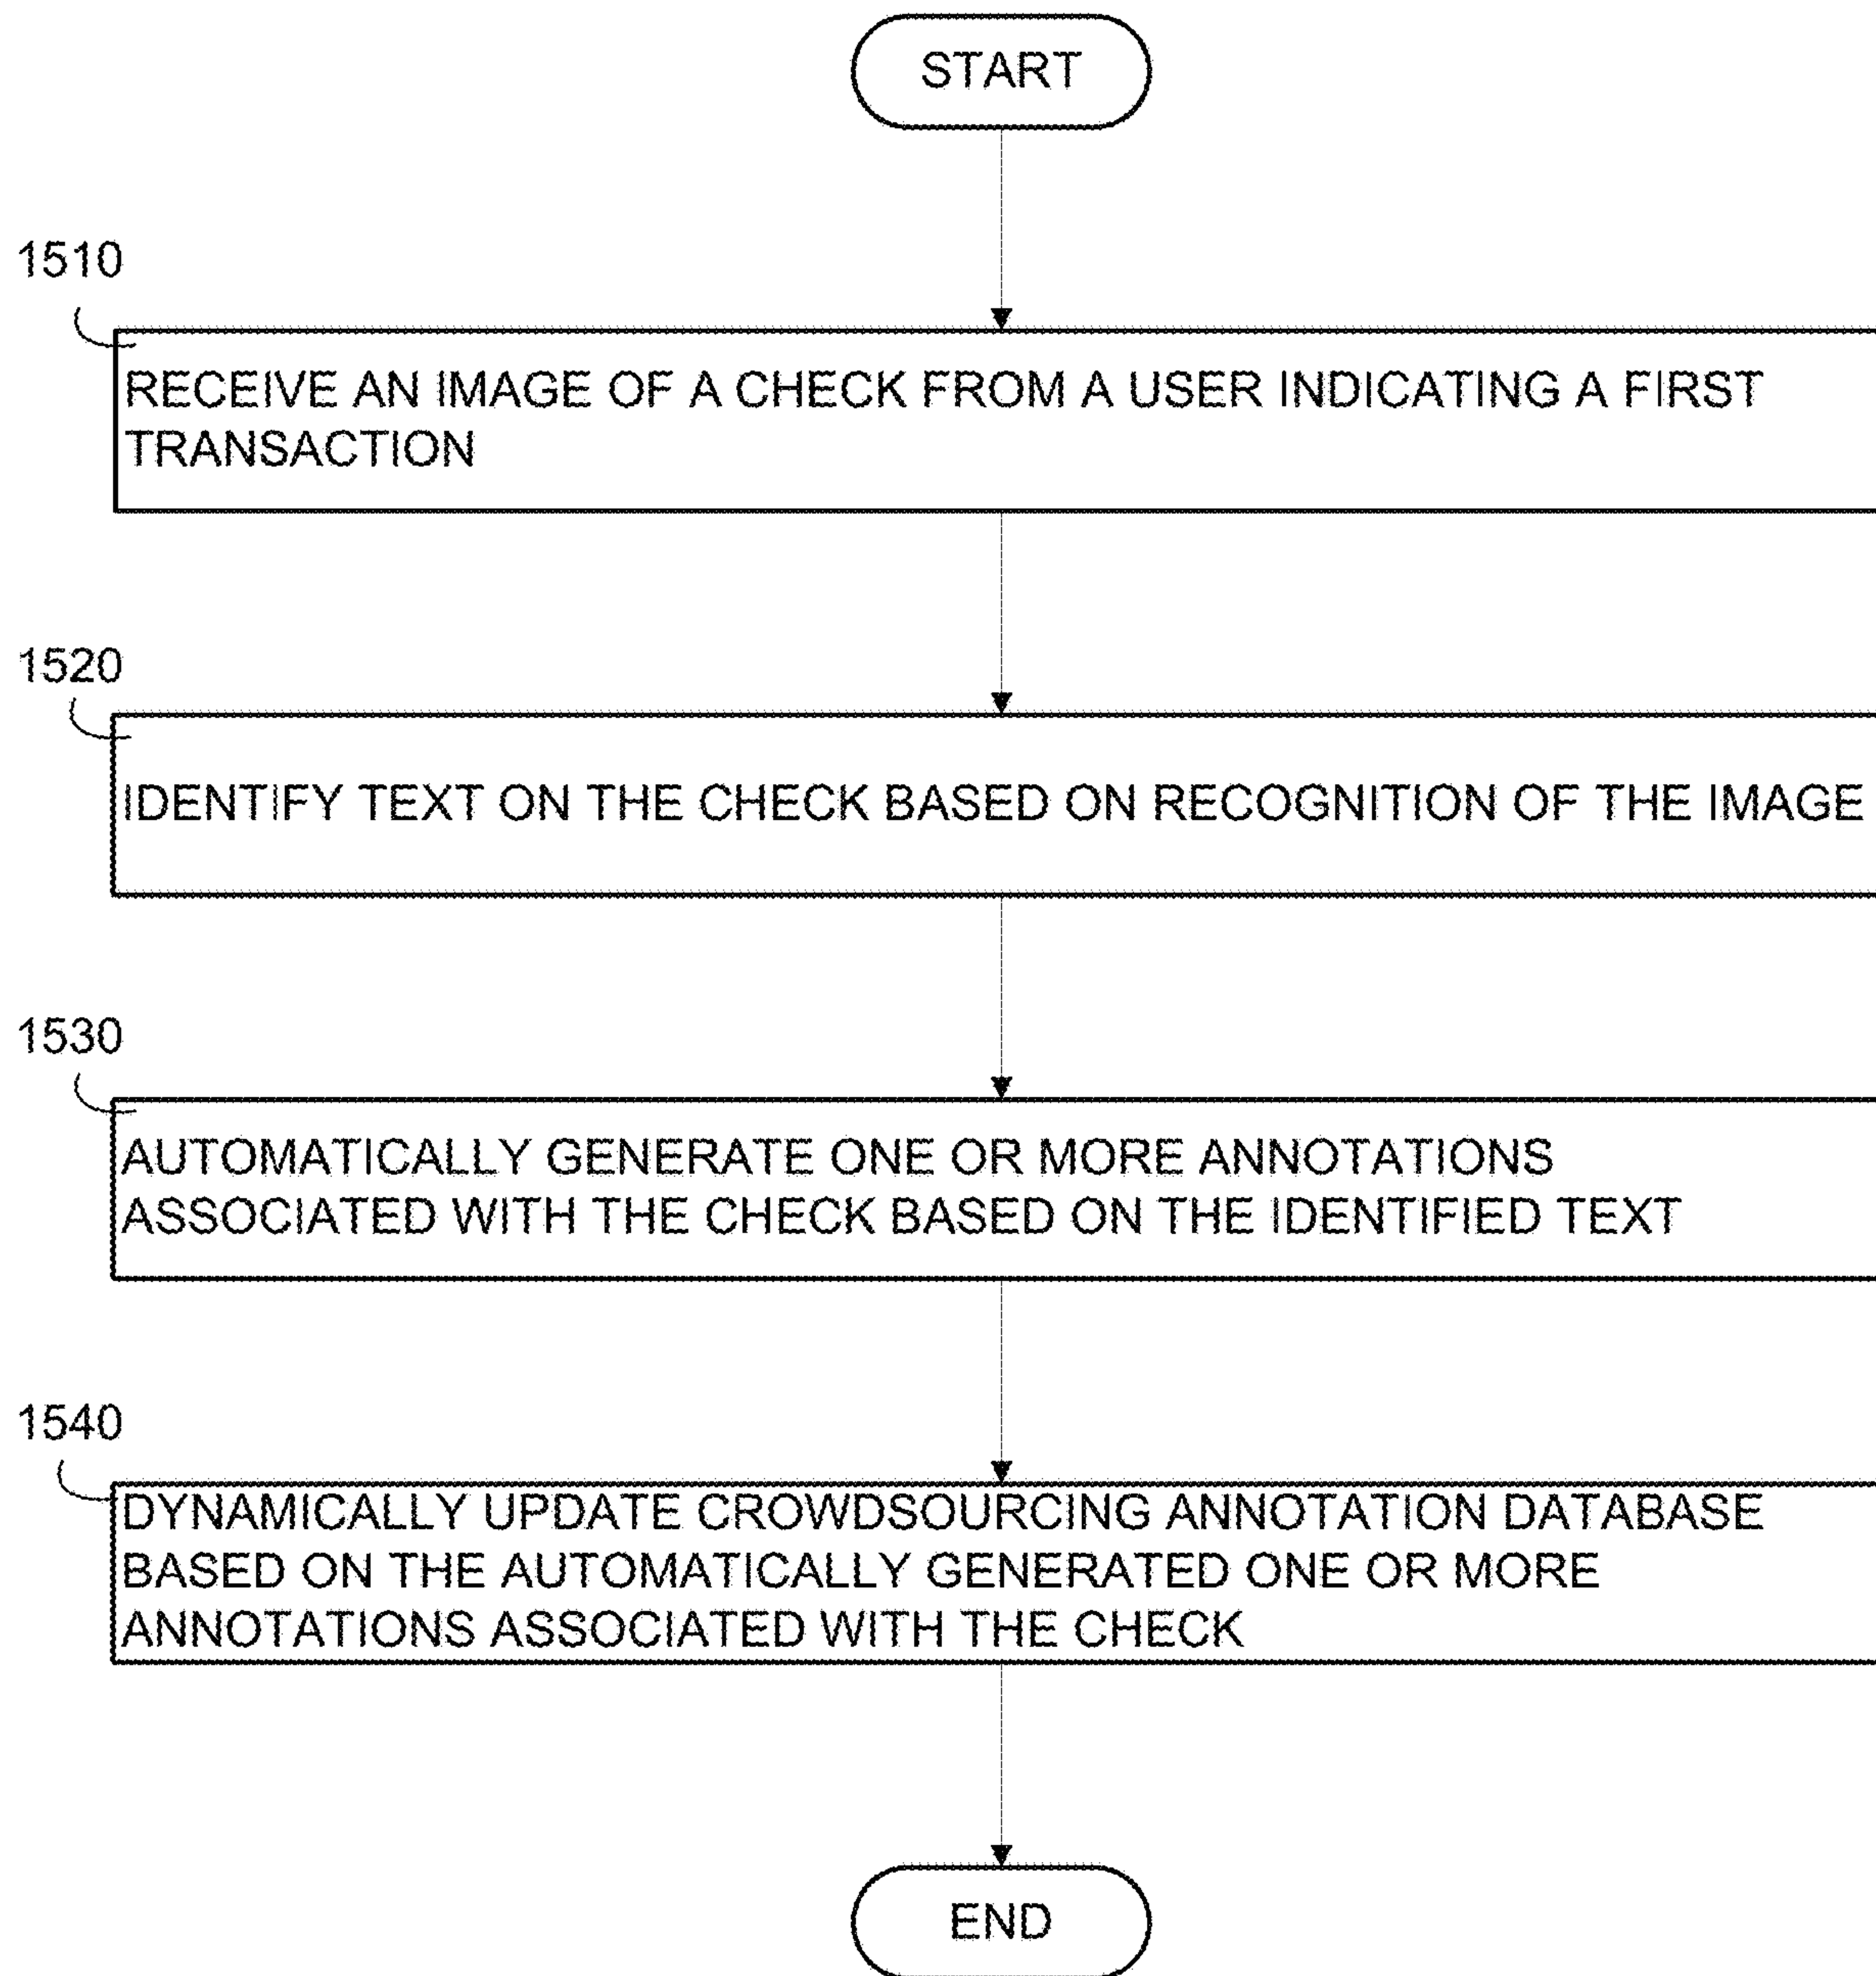 START
1510
RECEIVE AN IMAGE OF A CHECK FROM A USER INDICATING A FIRST
TRANSACTION
1520
IDENTIFY TEXT ON THE CHECK BASED ON RECOGNITION OF THE IMAGE
1530
AUTOMATICALLY GENERATE ONE OR MORE ANNOTATIONS
ASSOCIATED WITH THE CHECK BASED ON THE IDENTIFIED TEXT
1540
DYNAMICALLY UPDATE CROWDSOURCING ANNOTATION DATABASE
BASED ON THE AUTOMATICALLY GENERATED ONE OR MORE
ANNOTATIONS ASSOCIATED WITH THE CHECK
END